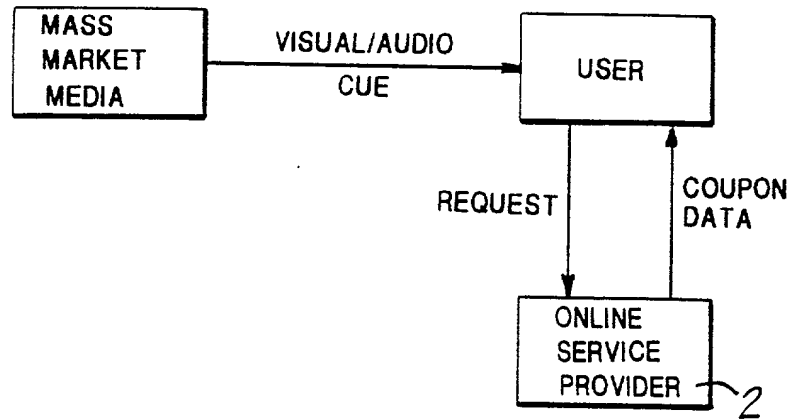 MASS
MARKET
MEDIA
VISUAL/AUDIO
CUE
USER
REQUEST
COUPON
DATA
ONLINE
SERVICE
PROVIDER
2